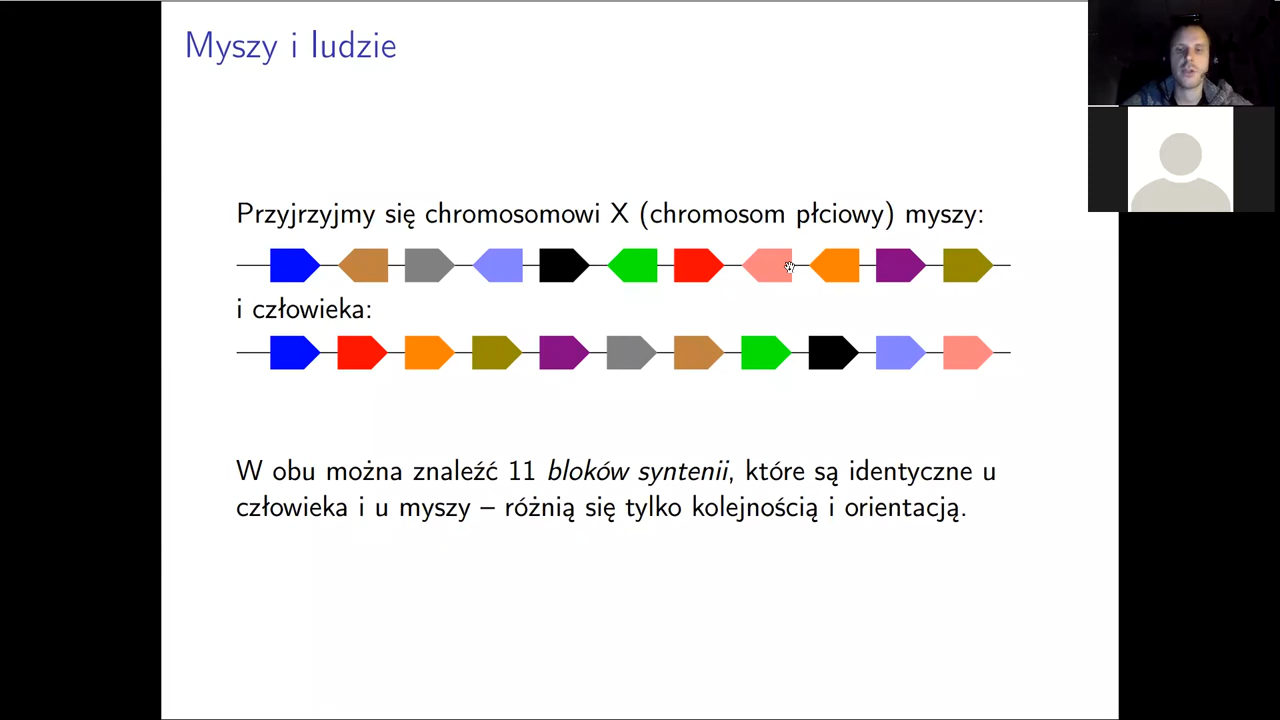 Myszy i ludzie
Przyjrzyjmy się chromosomowi X (chromosom płciowy) myszy:
i człowieka:
W obu można znaleźć 11 bloków syntenii, które są identyczne u
człowieka i u myszy – różnią się tylko kolejnością i orientacją.